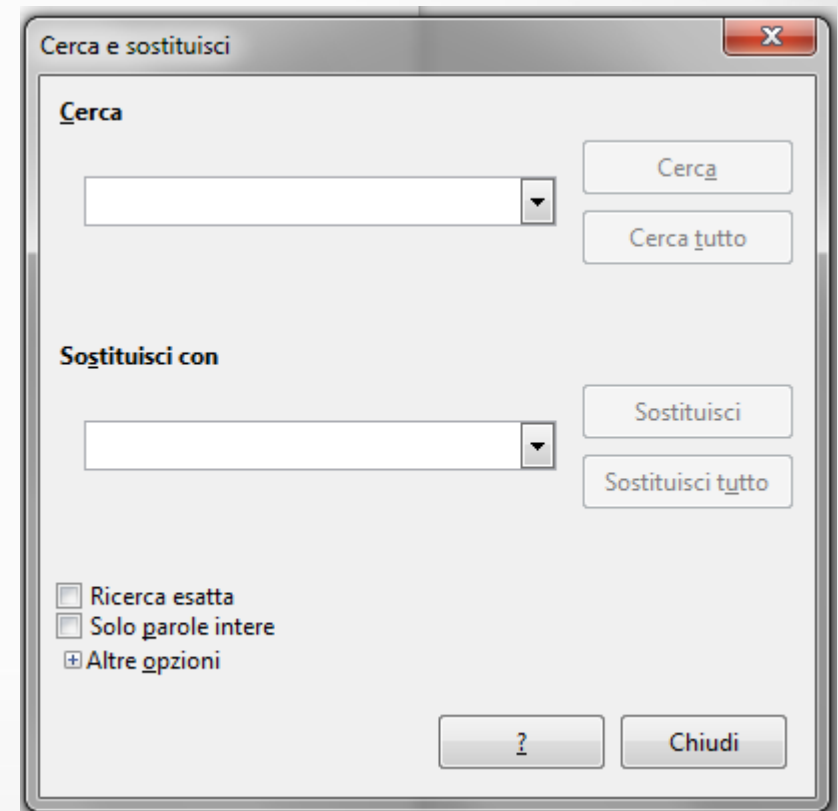 Cerca e sostituisci
Cerca
Cerca
Cerca tutto
Sostituisci con
Sostituisci
Sostituisci tutto
Ricerca esatta
Solo parole intere
Altre opzioni
?
Chiudi